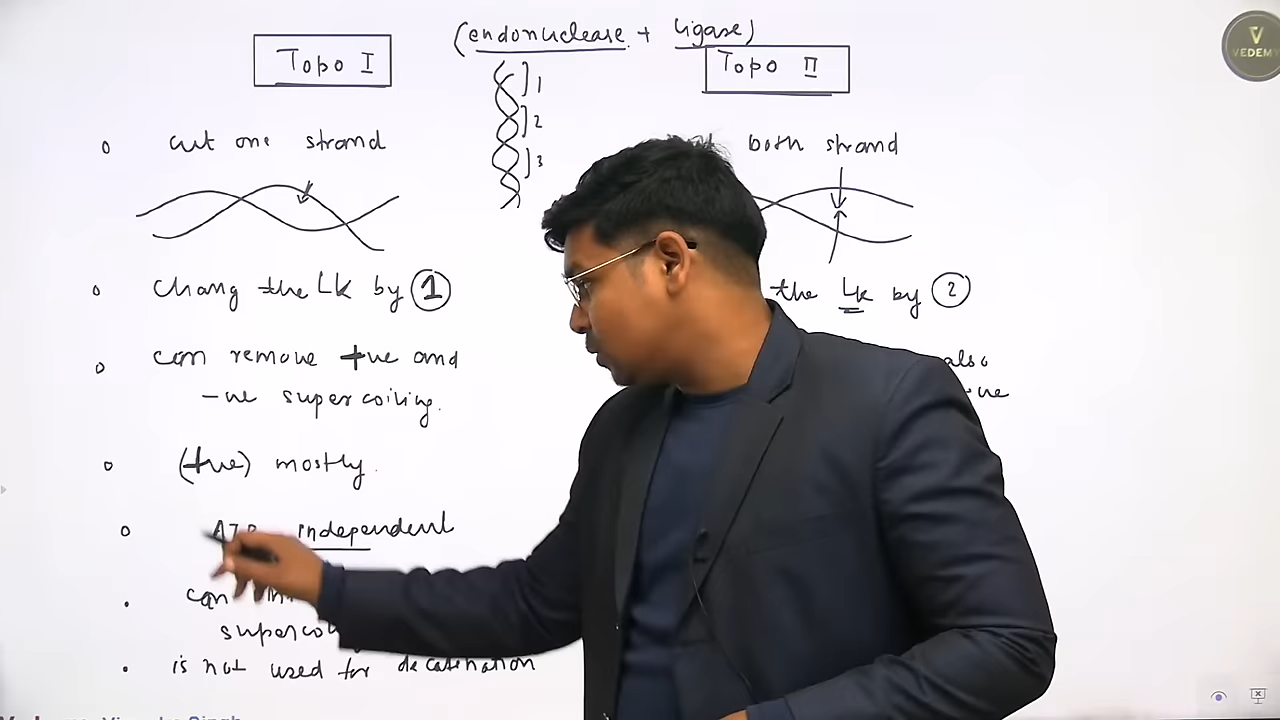 (endonuclease + ligase)
Topo I
Topo II
1
2
3
cut one strand
both strand
chang the Lk by 1
the Lk by 2
can remove +ve and
-ve supercoiling.
also
ve
(+ve) mostly.
independent
can
is not used for decatenation
VEDEMY